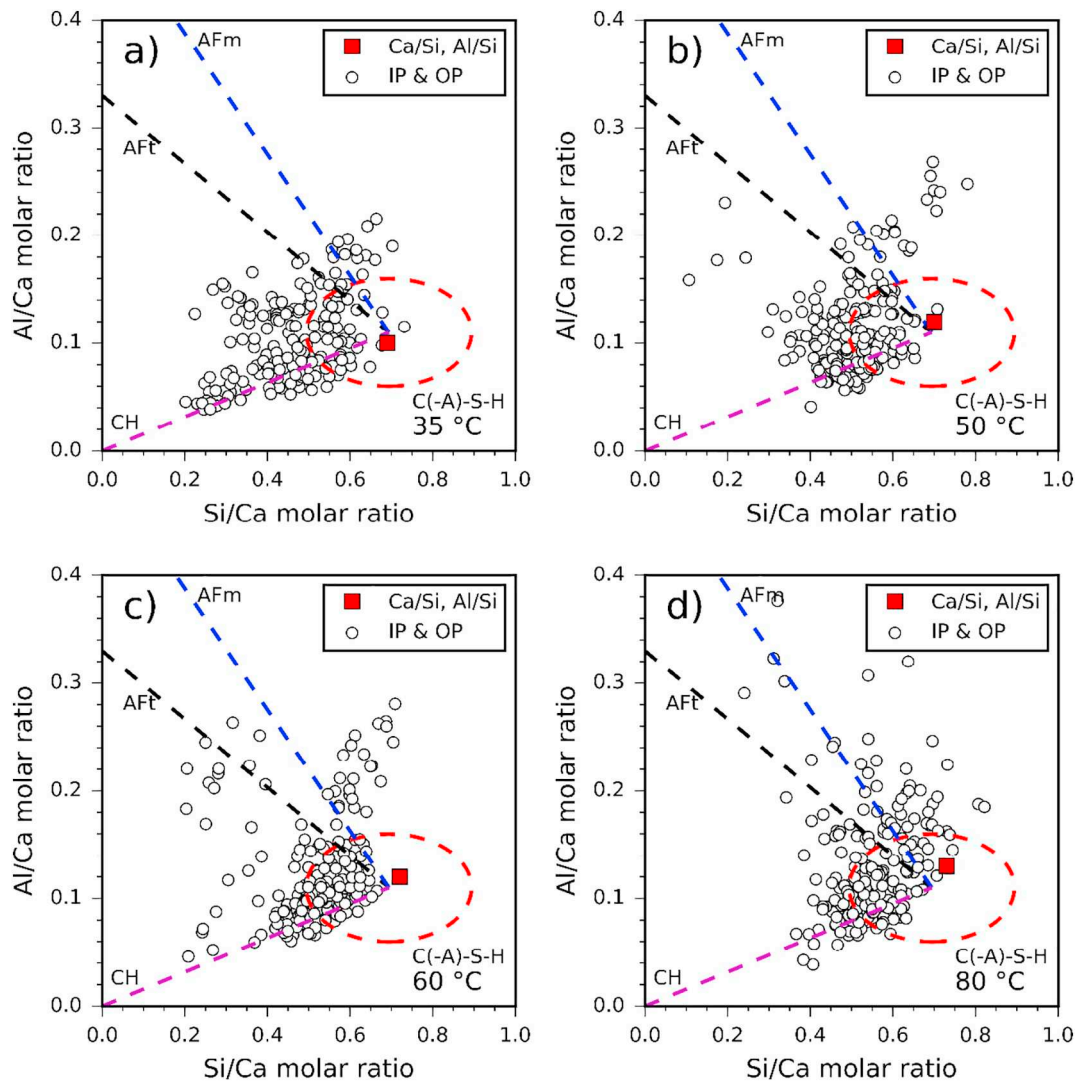 a)
AFm
Ca/Si, Al/Si
IP & OP
AFt
CH
C(-A)-S-H
35 °C
0.4
0.3
0.2
0.1
0.0
Al/Ca molar ratio
0.0 0.2 0.4 0.6 0.8 1.0
Si/Ca molar ratio
b)
AFm
Ca/Si, Al/Si
IP & OP
AFt
CH
C(-A)-S-H
50 °C
0.4
0.3
0.2
0.1
0.0
Al/Ca molar ratio
0.0 0.2 0.4 0.6 0.8 1.0
Si/Ca molar ratio
c)
AFm
Ca/Si, Al/Si
IP & OP
AFt
CH
C(-A)-S-H
60 °C
0.4
0.3
0.2
0.1
0.0
Al/Ca molar ratio
0.0 0.2 0.4 0.6 0.8 1.0
Si/Ca molar ratio
d)
AFm
Ca/Si, Al/Si
IP & OP
AFt
CH
C(-A)-S-H
80 °C
0.4
0.3
0.2
0.1
0.0
Al/Ca molar ratio
0.0 0.2 0.4 0.6 0.8 1.0
Si/Ca molar ratio